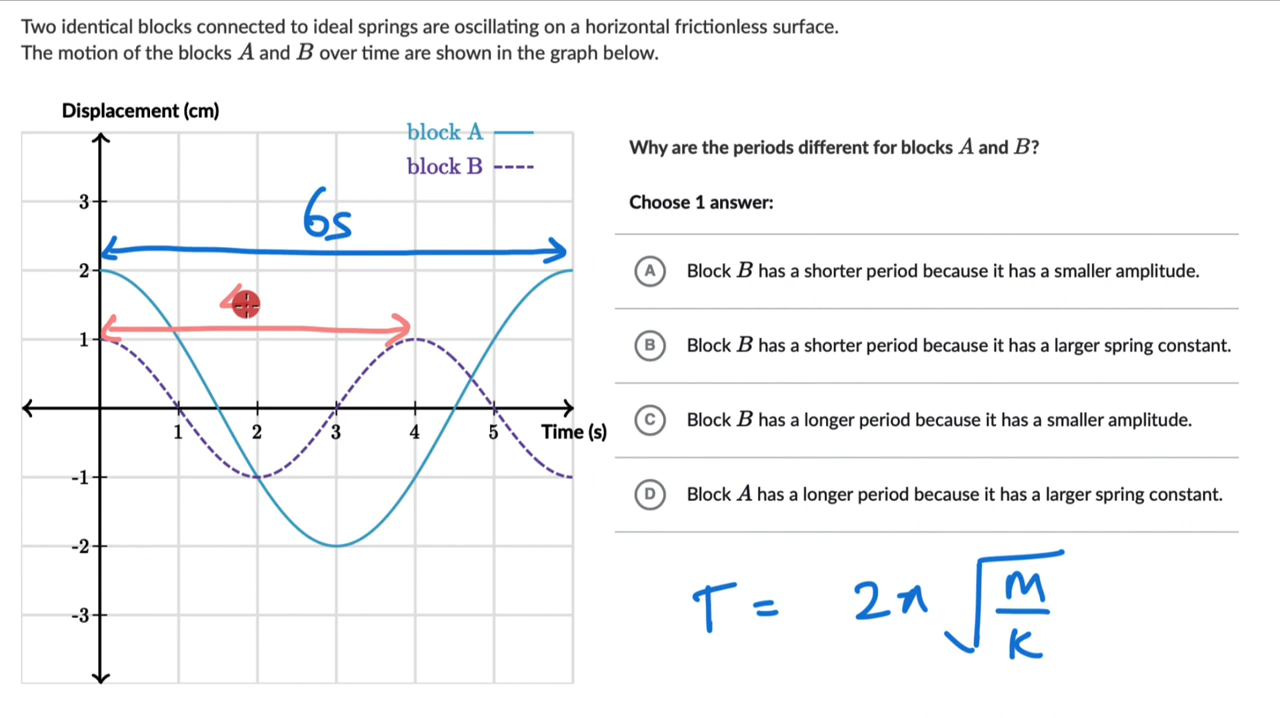 Two identical blocks connected to ideal springs are oscillating on a horizontal frictionless surface.
The motion of the blocks A and B over time are shown in the graph below.
Displacement (cm)
block A
block B
6s
3
2
1
-1
-2
-3
1 2 3 4 5 Time (s)
Why are the periods different for blocks A and B?
Choose 1 answer:
A Block B has a shorter period because it has a smaller amplitude.
B Block B has a shorter period because it has a larger spring constant.
C Block B has a longer period because it has a smaller amplitude.
D Block A has a longer period because it has a larger spring constant.
T = 2π √(m/k)